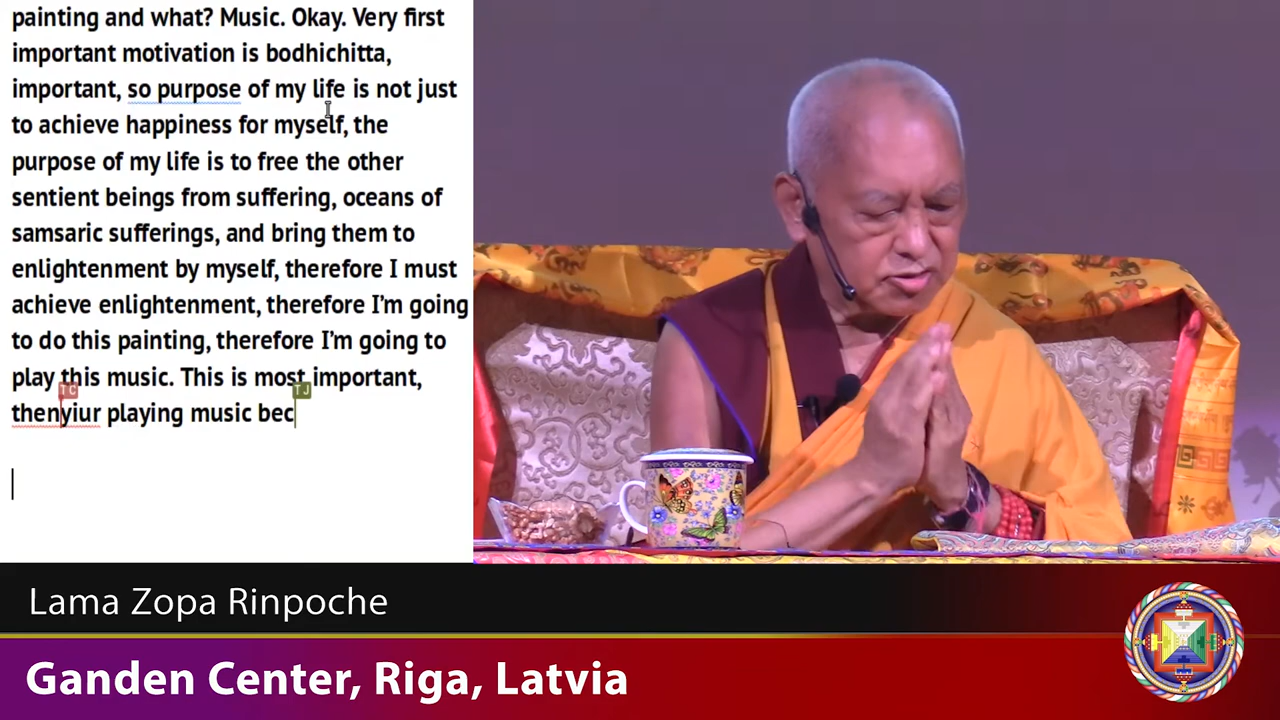 painting and what? Music. Okay. Very first
important motivation is bodhichitta,
important, so purpose of my life is not just
to achieve happiness for myself, the
purpose of my life is to free the other
sentient beings from suffering, oceans of
samsaric sufferings, and bring them to
enlightenment by myself, therefore I must
achieve enlightenment, therefore I’m going
to do this painting, therefore I’m going to
play this music. This is most important,
TC TJ
thenyiur playing music bec
Lama Zopa Rinpoche
Ganden Center, Riga, Latvia